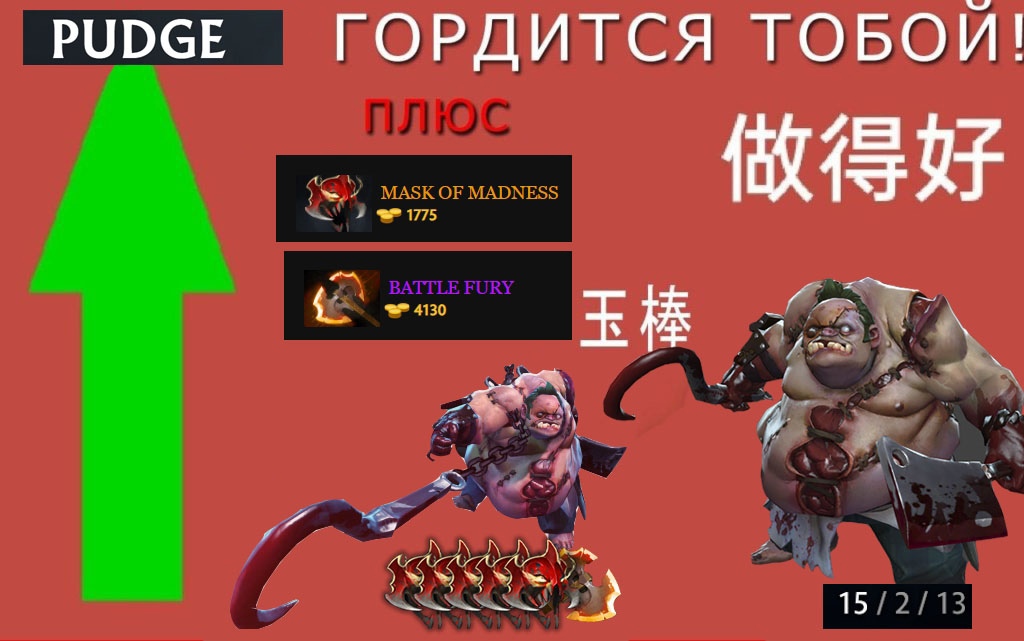 PUDGE
ГОРДИТСЯ ТОБОЙ!
ПЛЮС
做得好
MASK OF MADNESS
1775
BATTLE FURY
4130
玉棒
15 / 2 / 13